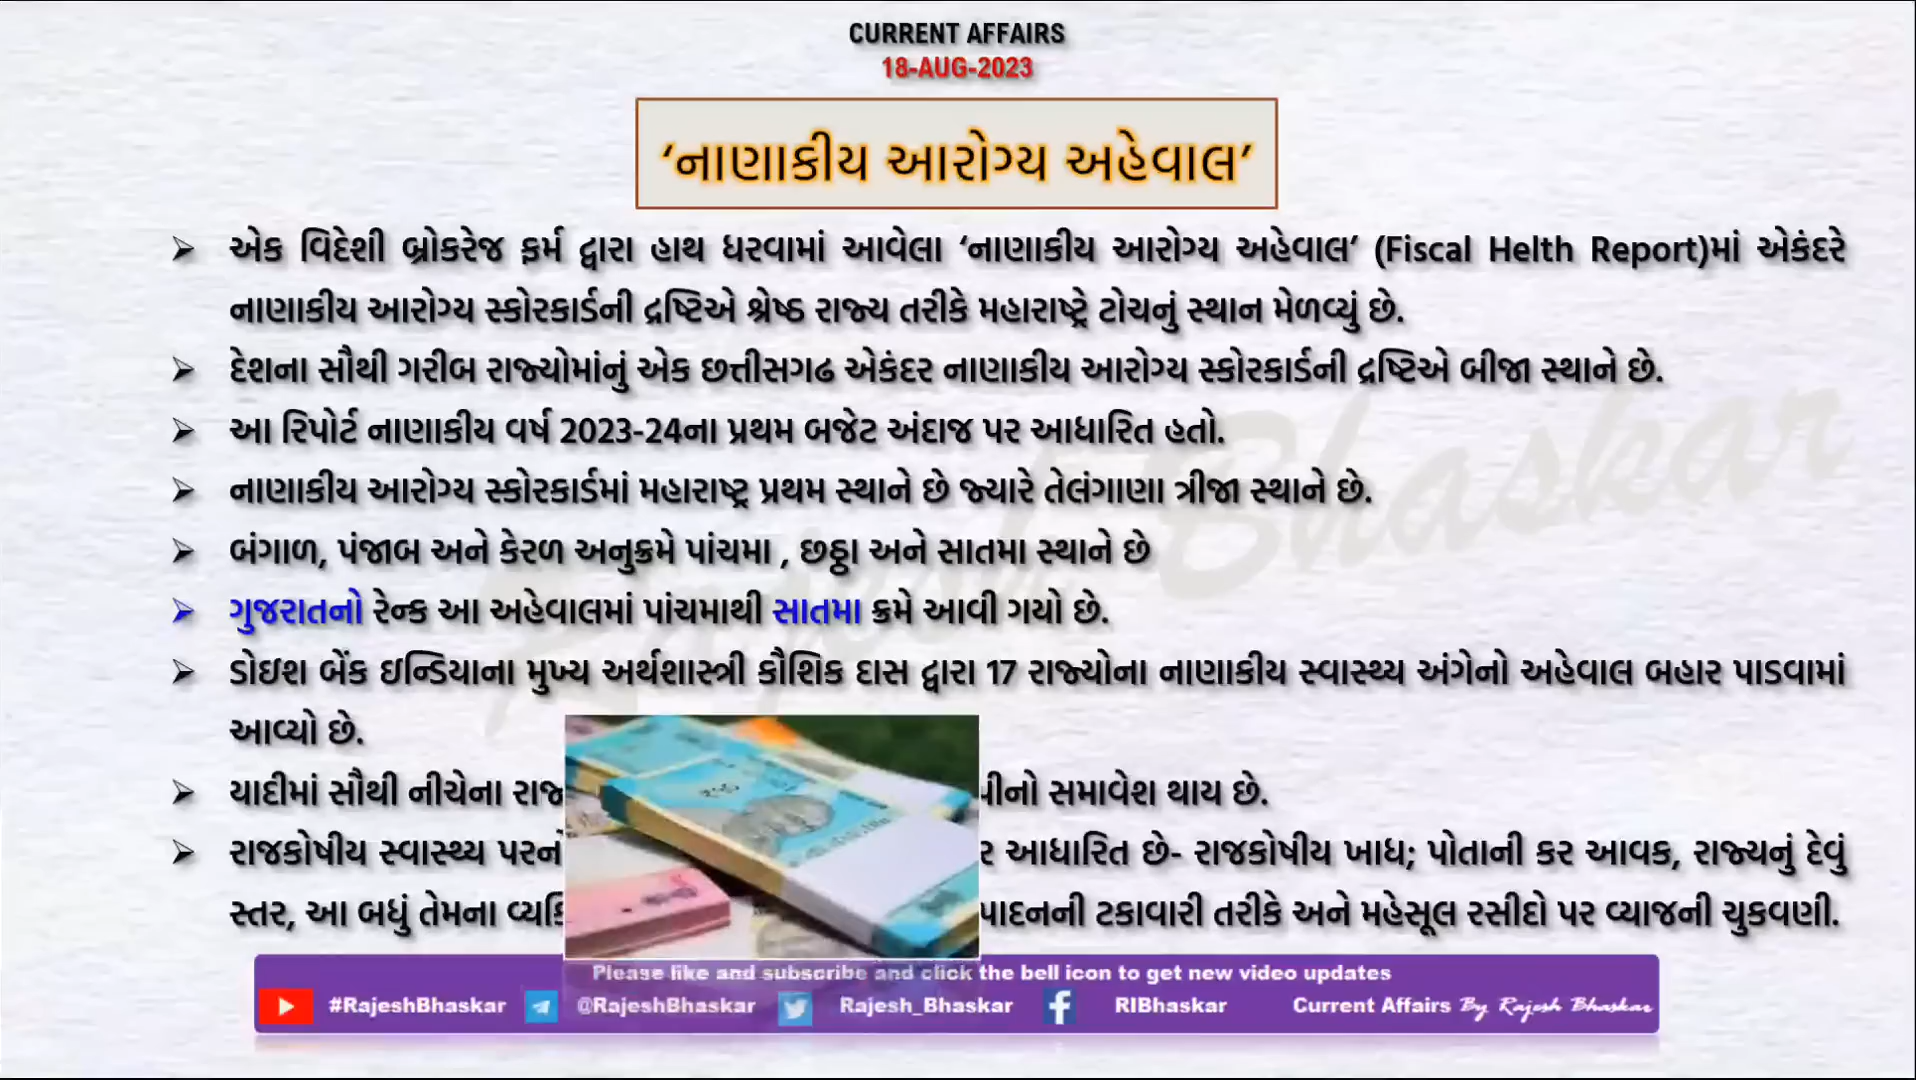 CURRENT AFFAIRS
18-AUG-2023
‘નાણાકીય આરોગ્ય અહેવાલ’
➢ એક વિદેશી બ્રોકરેજ ફર્મ દ્વારા હાથ ધરવામાં આવેલા ‘નાણાકીય આરોગ્ય અહેવાલ’ (Fiscal Helth Report)માં એકંદરે
નાણાકીય આરોગ્ય સ્કોરકાર્ડની દ્રષ્ટિએ શ્રેષ્ઠ રાજ્ય તરીકે મહારાષ્ટ્રે ટોચનું સ્થાન મેળવ્યું છે.
➢ દેશના સૌથી ગરીબ રાજ્યોમાંનું એક છત્તીસગઢ એકંદર નાણાકીય આરોગ્ય સ્કોરકાર્ડની દ્રષ્ટિએ બીજા સ્થાને છે.
➢ આ રિપોર્ટ નાણાકીય વર્ષ 2023-24ના પ્રથમ બજેટ અંદાજ પર આધારિત હતો.
➢ નાણાકીય આરોગ્ય સ્કોરકાર્ડમાં મહારાષ્ટ્ર પ્રથમ સ્થાને છે જ્યારે તેલંગાણા ત્રીજા સ્થાને છે.
➢ બંગાળ, પંજાબ અને કેરળ અનુક્રમે પાંચમા , છઠ્ઠા અને સાતમા સ્થાને છે
➢ ગુજરાતનો રેન્ક આ અહેવાલમાં પાંચમાથી સાતમા ક્રમે આવી ગયો છે.
➢ ડોઇશ બેંક ઇન્ડિયાના મુખ્ય અર્થશાસ્ત્રી કૌશિક દાસ દ્વારા 17 રાજ્યોના નાણાકીય સ્વાસ્થ્ય અંગેનો અહેવાલ બહાર પાડવામાં
આવ્યો છે.
➢ યાદીમાં સૌથી નીચેના સમાવેશ થાય છે.
➢ રાજકોષીય સ્વાસ્થ્ય આધારિત છે- રાજકોષીય ખાધ; પોતાની કર આવક, રાજ્યનું દેવું
સ્તર, આ બધું તેમના ટકાવારી તરીકે અને મહેસૂલ રસીદો પર વ્યાજની ચુકવણી.
Please like and subscribe and click the bell icon to get new video updates
#RajeshBhaskar @RajeshBhaskar Rajesh_Bhaskar RIBhaskar Current Affairs By Rajesh Bhaskar